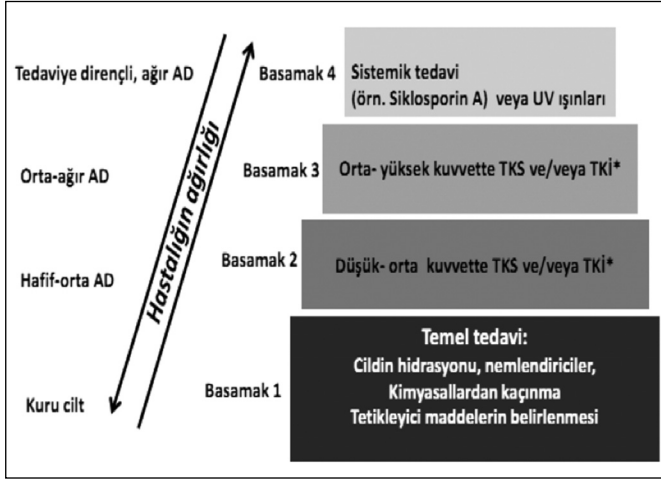 Tedaviye dirençli, ağır AD
Basamak 4
Sistemik tedavi
(örn. Siklosporin A) veya UV ışınları
Orta-ağır AD
Basamak 3
Orta- yüksek kuvvette TKS ve/veya TKİ*
Hastalığın ağırlığı
Hafif-orta AD
Basamak 2
Düşük- orta kuvvette TKS ve/veya TKİ*
Kuru cilt
Basamak 1
Temel tedavi:
Cildin hidrasyonu, nemlendiriciler,
Kimyasallardan kaçınma
Tetikleyici maddelerin belirlenmesi